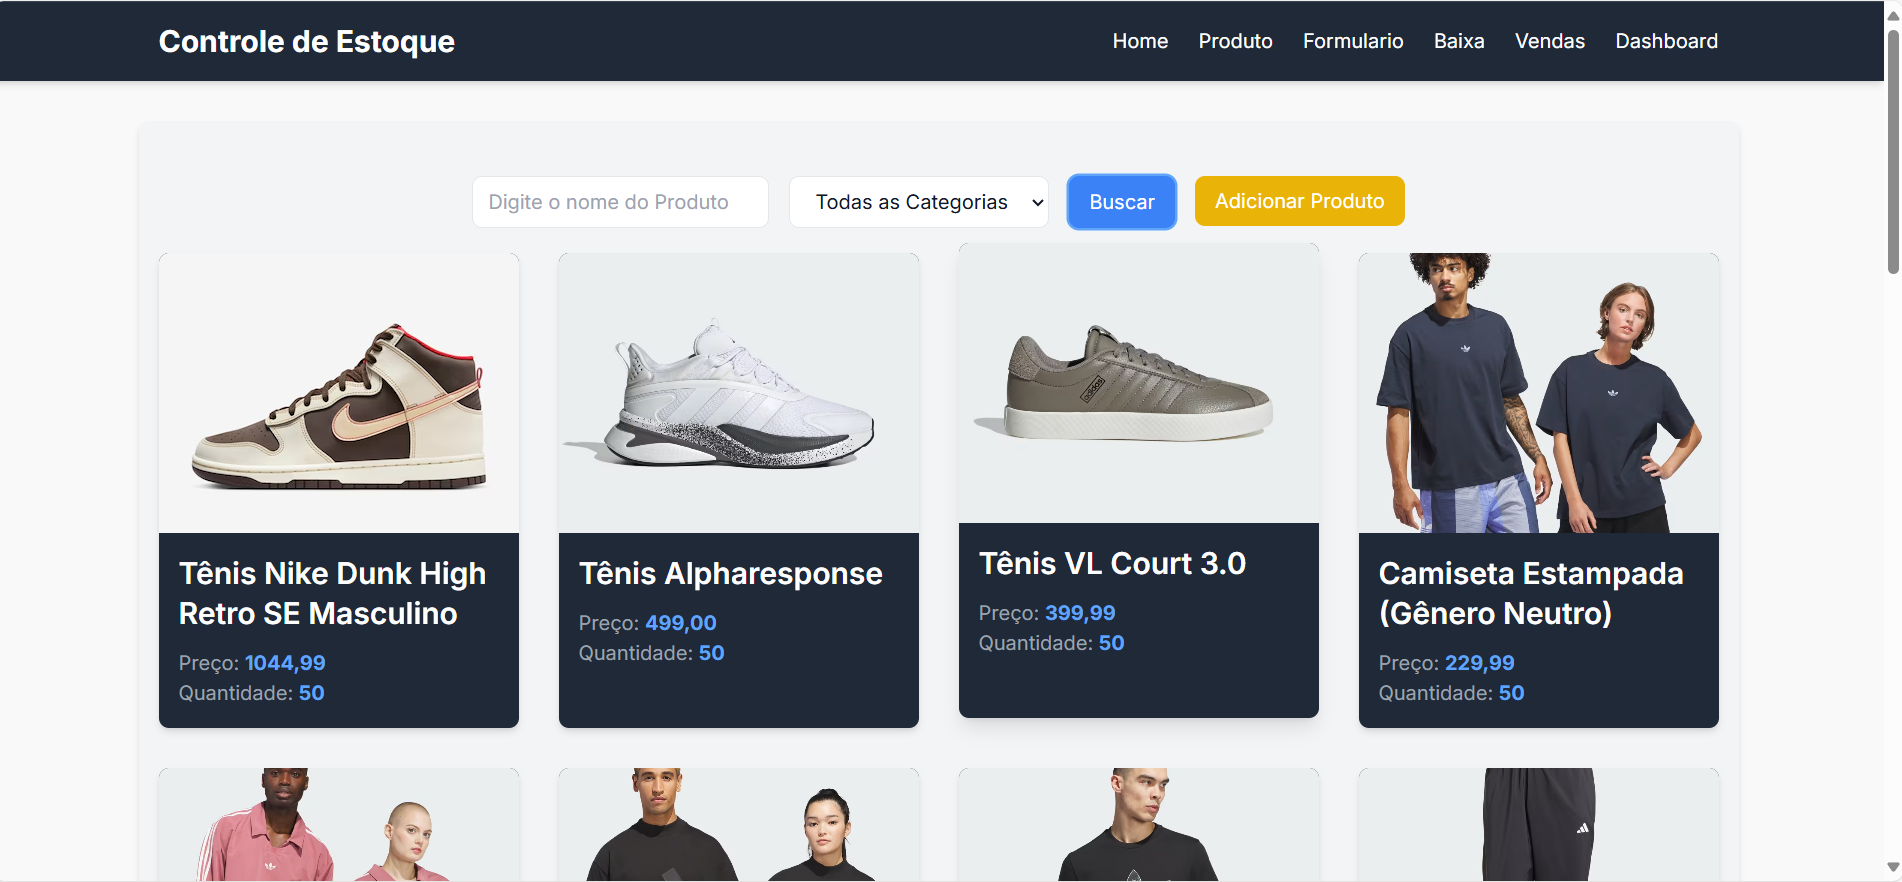 Controle de Estoque
Home Produto Formulario Baixa Vendas Dashboard
Digite o nome do Produto
Todas as Categorias
Buscar
Adicionar Produto
adidas
Tênis Nike Dunk High
Retro SE Masculino
Preço: 1044,99
Quantidade: 50
Tênis Alpharesponse
Preço: 499,00
Quantidade: 50
Tênis VL Court 3.0
Preço: 399,99
Quantidade: 50
Camiseta Estampada
(Gênero Neutro)
Preço: 229,99
Quantidade: 50